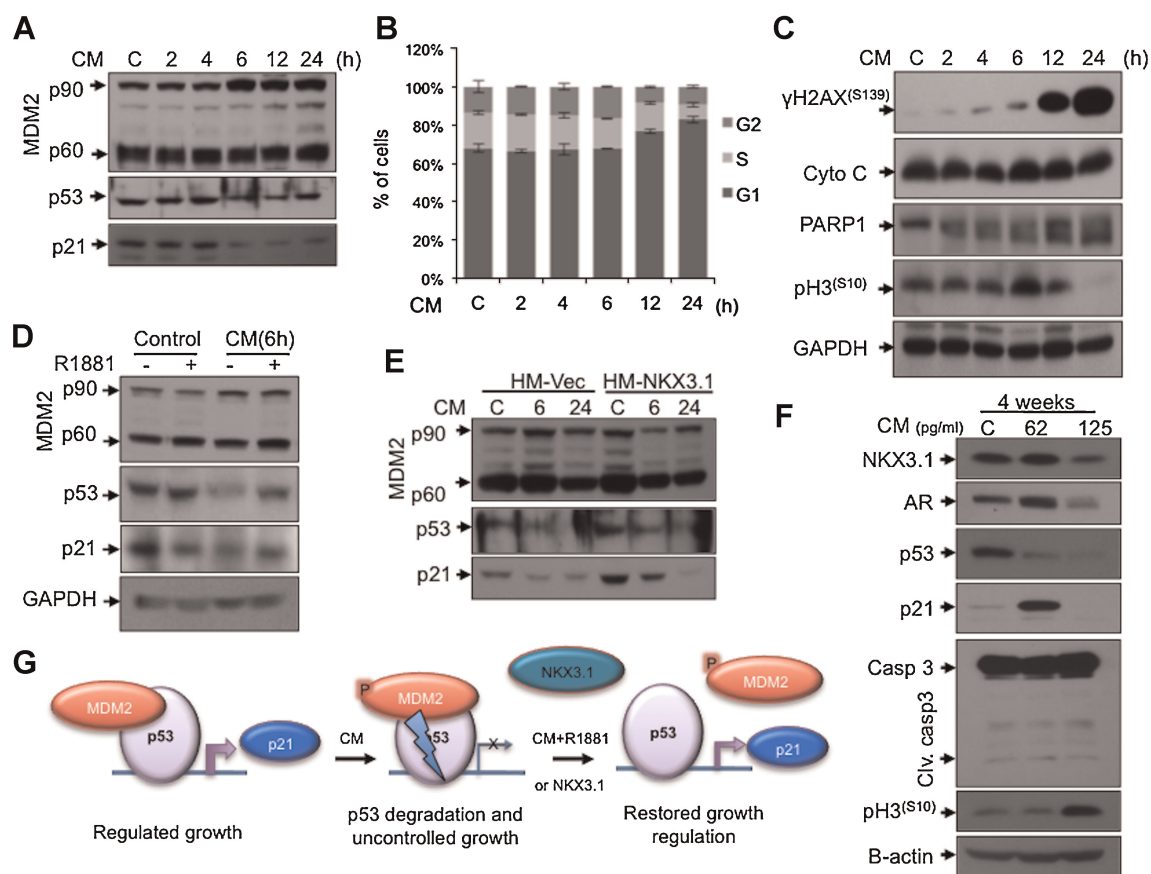 A
CM C 2 4 6 12 24 (h)
MDM2
p90
p60
p53
p21
B
120%
100%
80%
60%
40%
20%
0%
% of cells
G2
S
G1
CM C 2 4 6 12 24 (h)
C
CM C 2 4 6 12 24 (h)
γH2AX(S139)
Cyto C
PARP1
pH3(S10)
GAPDH
D
Control CM(6h)
R1881 - + - +
MDM2
p90
p60
p53
p21
GAPDH
E
HM-Vec HM-NKX3.1
CM C 6 24 C 6 24
MDM2
p90
p60
p53
p21
F
4 weeks
CM (pg/ml) C 62 125
NKX3.1
AR
p53
p21
Casp 3
Clv. casp3
pH3(S10)
B-actin
G
MDM2
p53
p21
Regulated growth
CM
P
MDM2
p53
X
p53 degradation and
uncontrolled growth
NKX3.1
CM+R1881
or NKX3.1
P
MDM2
p53
p21
Restored growth
regulation